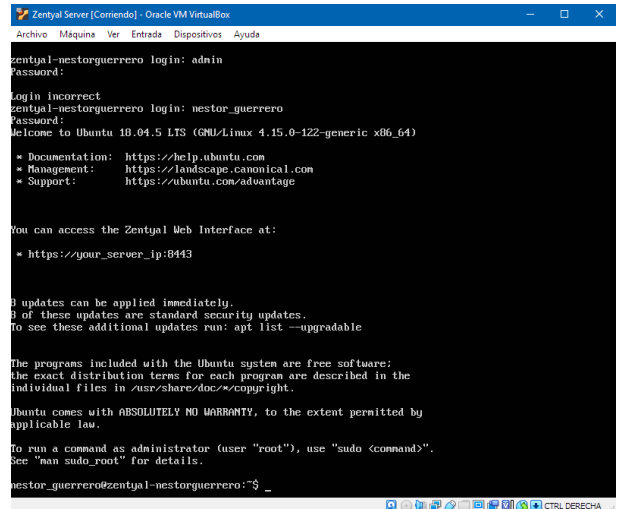 Zentyal Server [Corriendo] - Oracle VM VirtualBox
Archivo Máquina Ver Entrada Dispositivos Ayuda
zentyal-nestorguerrero login: admin
Password:
Login incorrect
zentyal-nestorguerrero login: nestor_guerrero
Password:
Welcome to Ubuntu 18.04.5 LTS (GNU/Linux 4.15.0-122-generic x86_64)
* Documentation: https://help.ubuntu.com
* Management: https://landscape.canonical.com
* Support: https://ubuntu.com/advantage
You can access the Zentyal Web Interface at:
* https://your_server_ip:8443
8 updates can be applied immediately.
8 of these updates are standard security updates.
To see these additional updates run: apt list --upgradable
The programs included with the Ubuntu system are free software;
the exact distribution terms for each program are described in the
individual files in /usr/share/doc/*/copyright.
Ubuntu comes with ABSOLUTELY NO WARRANTY, to the extent permitted by
applicable law.
To run a command as administrator (user "root"), use "sudo <command>".
See "man sudo_root" for details.
nestor_guerrero@zentyal-nestorguerrero:~$ _
CTRL DERECHA